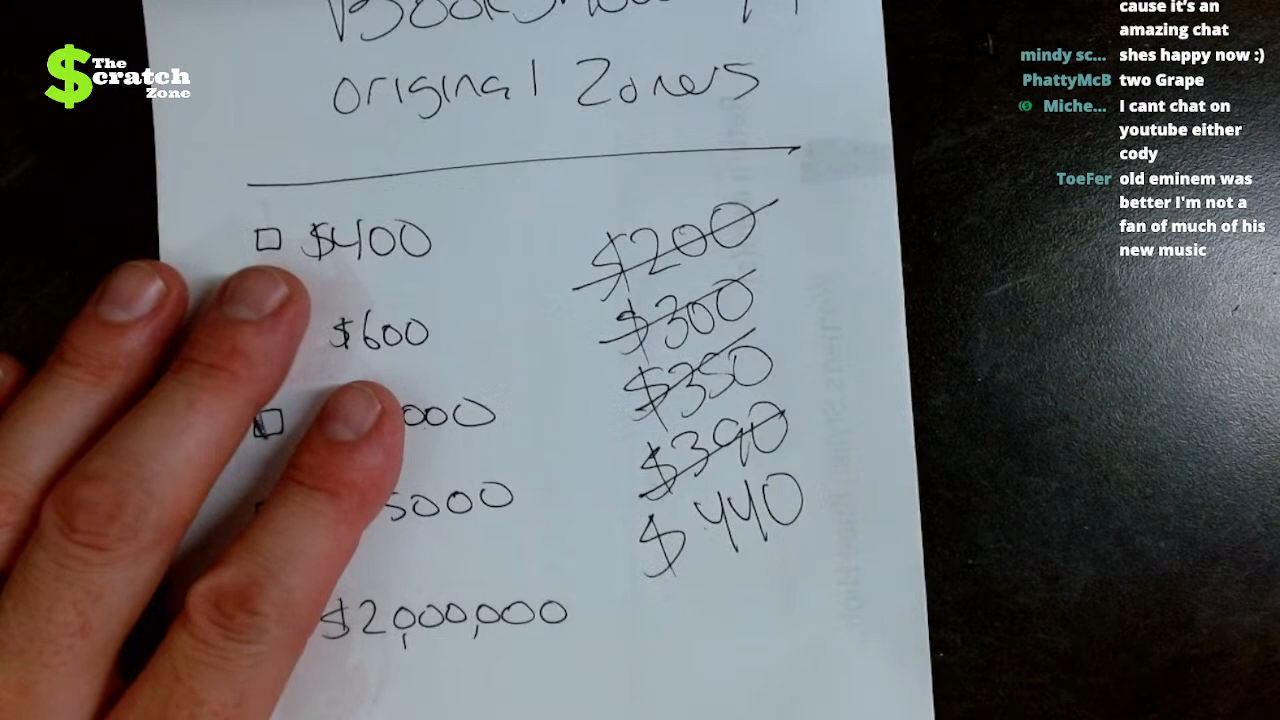 The
$cratch
Zone
original Zoners
$400
$200
$600
$300
000
$350
5000
$390
$440
$2,000,000
cause it's an
amazing chat
mindy sc... shes happy now :)
PhattyMcB two Grape
Miche... I cant chat on
youtube either
cody
ToeFer old eminem was
better I'm not a
fan of much of his
new music